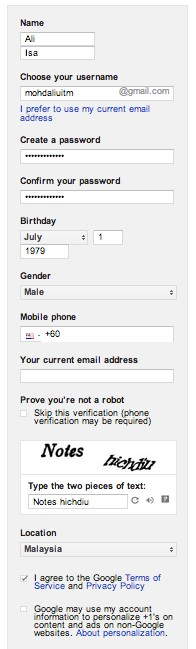 Name
Ali
Isa
Choose your username
mohdaliuitm @gmail.com
I prefer to use my current email
address
Create a password
•••••••••••••
Confirm your password
•••••••••••••
Birthday
July 1
1979
Gender
Male
Mobile phone
- +60
Your current email address
Prove you're not a robot
Skip this verification (phone
verification may be required)
Notes hichdiu
Type the two pieces of text:
Notes hichdiu
Location
Malaysia
I agree to the Google Terms of
Service and Privacy Policy
Google may use my account
information to personalize +1's on
content and ads on non-Google
websites. About personalization.